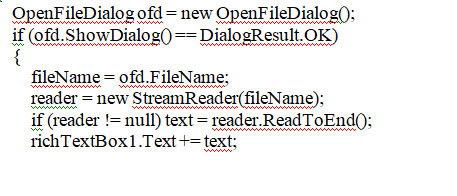 OpenFileDialog ofd = new OpenFileDialog();
if (ofd.ShowDialog() == DialogResult.OK)
{
fileName = ofd.FileName;
reader = new StreamReader(fileName);
if (reader != null) text = reader.ReadToEnd();
richTextBox1.Text += text;